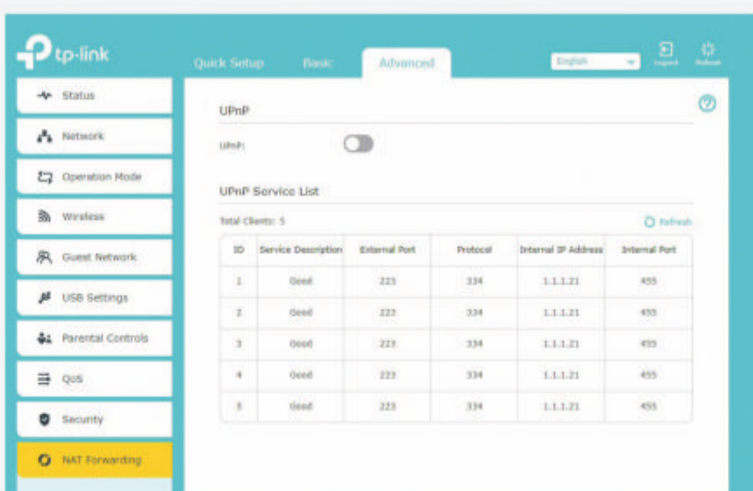 tp-link
Quick Setup Basic Advanced English Logout Reboot
Status
Network
Operation Mode
Wireless
Guest Network
USB Settings
Parental Controls
QoS
Security
NAT Forwarding
UPnP
UPnP:
UPnP Service List
Total Clients: 5 Refresh
ID Service Description External Port Protocol Internal IP Address Internal Port
1 Good 223 334 1.1.1.21 455
2 Good 223 334 1.1.1.21 455
3 Good 223 334 1.1.1.21 455
4 Good 223 334 1.1.1.21 455
5 Good 223 334 1.1.1.21 455